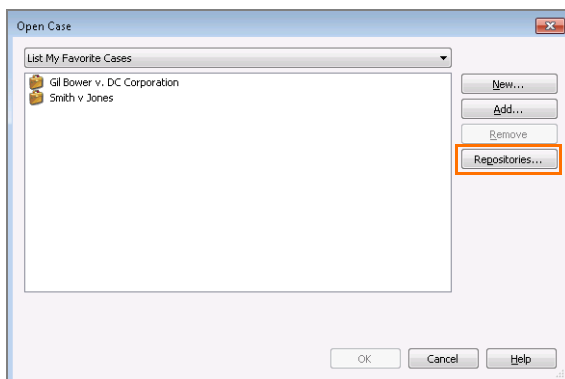 Open Case
List My Favorite Cases
Gil Bower v. DC Corporation
Smith v Jones
New...
Add...
Remove
Repositories...
OK
Cancel
Help